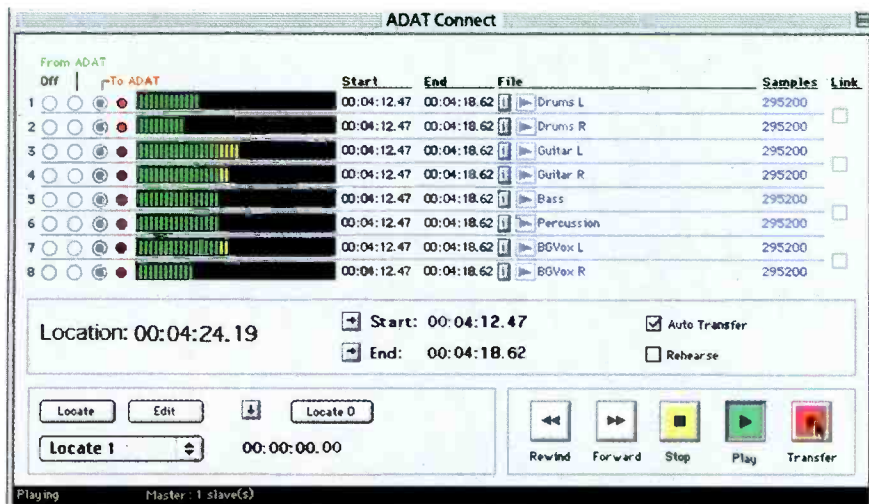 ADAT Connect
From ADAT
Off To ADAT Start End File Samples Link
1 00:04:12.47 00:04:18.62 i Drums L 295200
2 00:04:12.47 00:04:18.62 i Drums R 295200
3 00:04:12.47 00:04:18.62 i Guitar L 295200
4 00:04:12.47 00:04:18.62 i Guitar R 295200
5 00:04:12.47 00:04:18.62 i Bass 295200
6 00:04:12.47 00:04:18.62 i Percussion 295200
7 00:04:12.47 00:04:18.62 i BGVox L 295200
8 00:04:12.47 00:04:18.62 i BGVox R 295200
Location: 00:04:24.19
Start: 00:04:12.47
End: 00:04:18.62
Auto Transfer
Rehearse
Locate Edit Locate 0
Locate 1 00:00:00.00
Rewind Forward Stop Play Transfer
Playing Master: 1 slave(s)